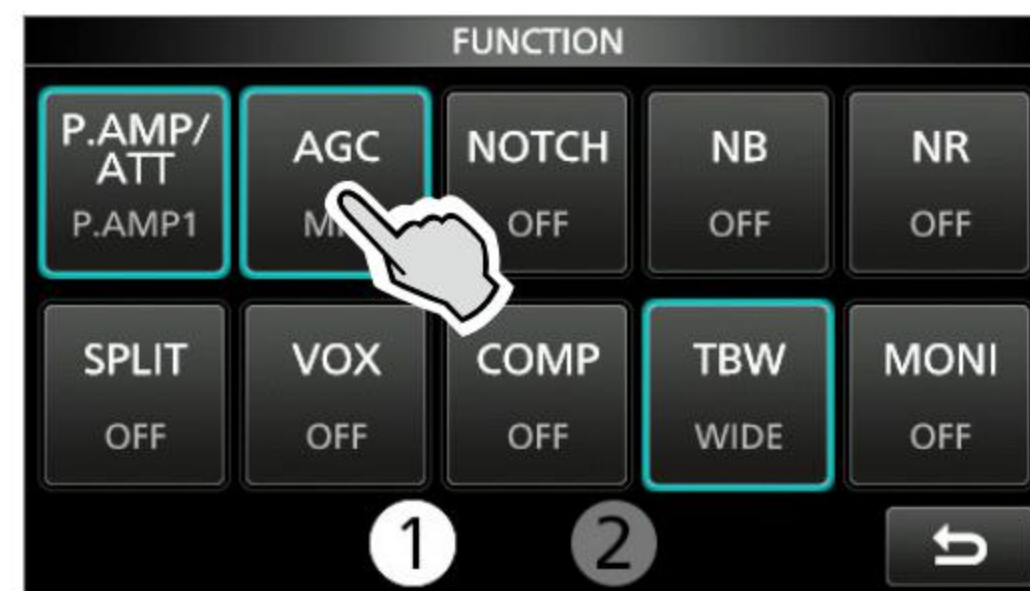 FUNCTION
P.AMP/
ATT
P.AMP1
AGC
NOTCH
OFF
NB
OFF
NR
OFF
SPLIT
OFF
VOX
OFF
COMP
OFF
TBW
WIDE
MONI
OFF
1
2